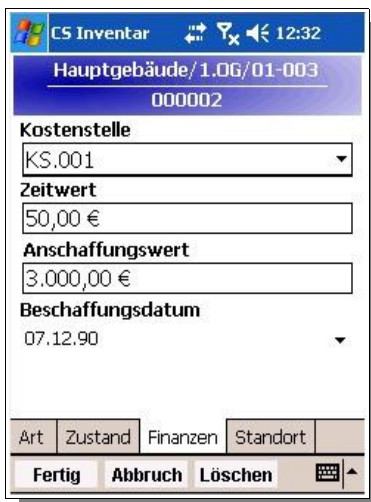 CS Inventar 12:32
Hauptgebäude/1.OG/01-003
000002
Kostenstelle
KS.001
Zeitwert
50,00 €
Anschaffungswert
3.000,00 €
Beschaffungsdatum
07.12.90
Art Zustand Finanzen Standort
Fertig Abbruch Löschen